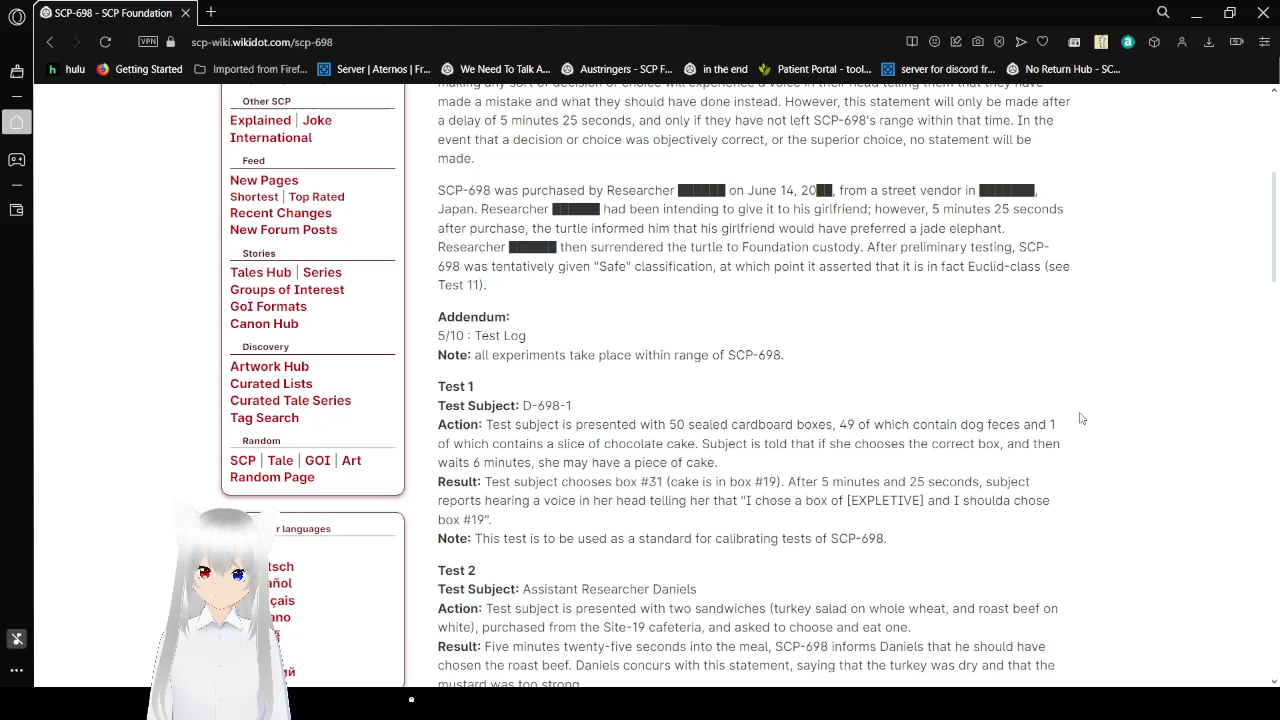 SCP-698 - SCP Foundation
scp-wiki.wikidot.com/scp-698
VPN
hulu
Getting Started
Imported from Firef...
Server | Aternos | Fr...
We Need To Talk A...
Austringers - SCP F...
in the end
Patient Portal - tool...
server for discord fr...
No Return Hub - SC...
Other SCP
Explained | Joke
International
Feed
New Pages
Shortest | Top Rated
Recent Changes
New Forum Posts
Stories
Tales Hub | Series
Groups of Interest
GoI Formats
Canon Hub
Discovery
Artwork Hub
Curated Lists
Curated Tale Series
Tag Search
Random
SCP | Tale | GOI | Art
Random Page
languages
made a mistake and what they should have done instead. However, this statement will only be made after
a delay of 5 minutes 25 seconds, and only if they have not left SCP-698's range within that time. In the
event that a decision or choice was objectively correct, or the superior choice, no statement will be
made.
SCP-698 was purchased by Researcher ██████ on June 14, 20██, from a street vendor in ███████,
Japan. Researcher ██████ had been intending to give it to his girlfriend; however, 5 minutes 25 seconds
after purchase, the turtle informed him that his girlfriend would have preferred a jade elephant.
Researcher ██████ then surrendered the turtle to Foundation custody. After preliminary testing, SCP-
698 was tentatively given "Safe" classification, at which point it asserted that it is in fact Euclid-class (see
Test 11).
Addendum:
5/10 : Test Log
Note: all experiments take place within range of SCP-698.
Test 1
Test Subject: D-698-1
Action: Test subject is presented with 50 sealed cardboard boxes, 49 of which contain dog feces and 1
of which contains a slice of chocolate cake. Subject is told that if she chooses the correct box, and then
waits 6 minutes, she may have a piece of cake.
Result: Test subject chooses box #31 (cake is in box #19). After 5 minutes and 25 seconds, subject
reports hearing a voice in her head telling her that "I chose a box of [EXPLETIVE] and I shoulda chose
box #19".
Note: This test is to be used as a standard for calibrating tests of SCP-698.
Test 2
Test Subject: Assistant Researcher Daniels
Action: Test subject is presented with two sandwiches (turkey salad on whole wheat, and roast beef on
white), purchased from the Site-19 cafeteria, and asked to choose and eat one.
Result: Five minutes twenty-five seconds into the meal, SCP-698 informs Daniels that he should have
chosen the roast beef. Daniels concurs with this statement, saying that the turkey was dry and that the
mustard was too strong.